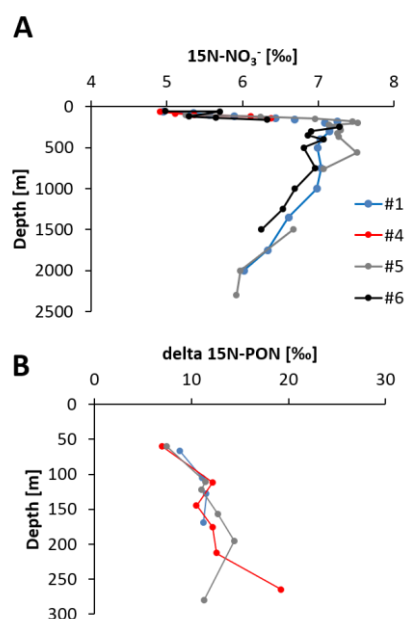 A
15N-NO₃⁻ [‰]
4 5 6 7 8
0
500
1000
1500
2000
2500
Depth [m]
#1
#4
#5
#6
B
delta 15N-PON [‰]
0 10 20 30
0
50
100
150
200
250
300
Depth [m]